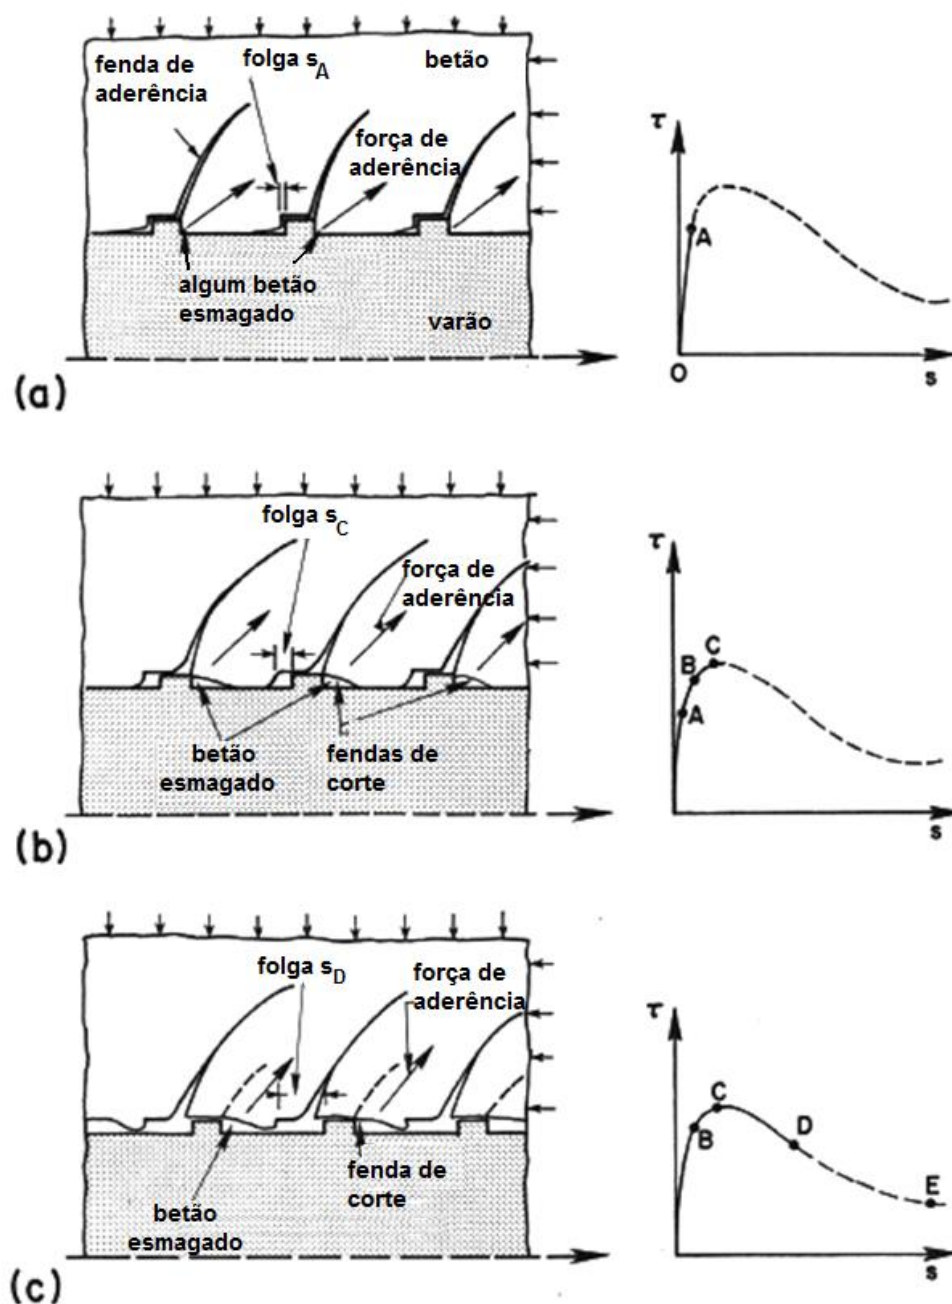 folga s_A
betão
fenda de
aderência
força de
aderência
algum betão
esmagado
varão
(a)
τ
A
O
s
folga s_C
força de
aderência
betão
esmagado
fendas de
corte
(b)
τ
C
B
A
s
folga s_D
força de
aderência
fenda de
corte
betão
esmagado
(c)
τ
C
B
D
E
s